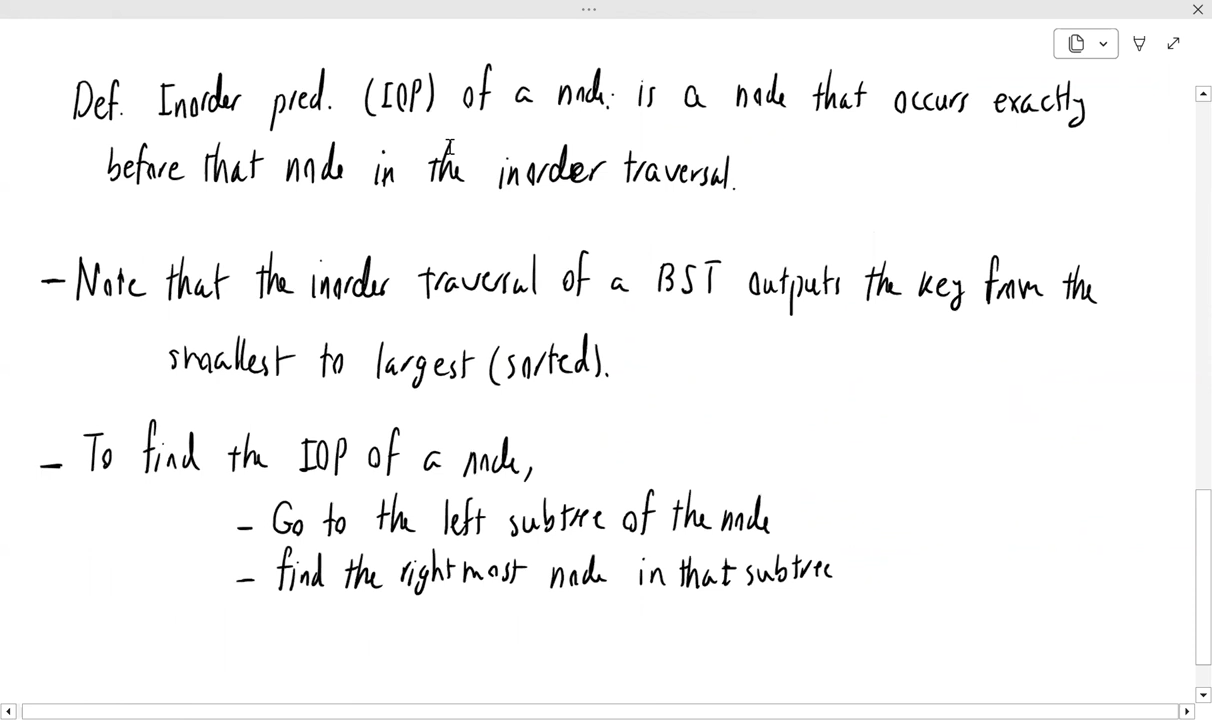 Def. Inorder pred. (IOP) of a node. is a node that occurs exactly
before that node in the inorder traversal.
- Note that the inorder traversal of a BST outputs the key from the
smallest to largest (sorted).
- To find the IOP of a node,
- Go to the left subtree of the node
- find the rightmost node in that subtree